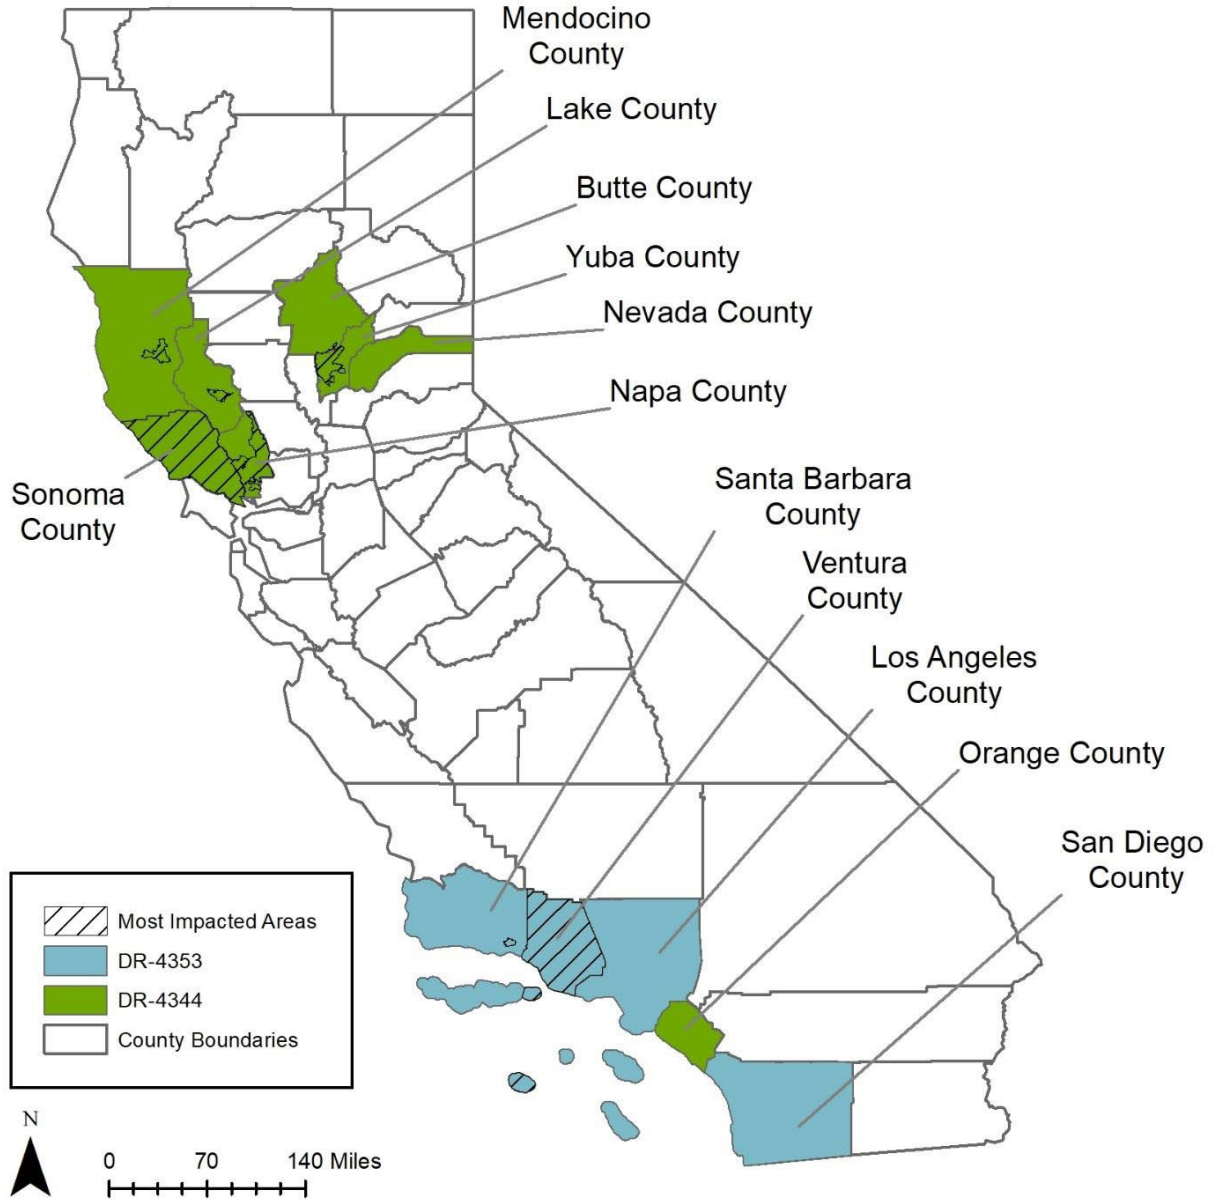 Mendocino
County
Lake County
Butte County
Yuba County
Nevada County
Napa County
Sonoma
County
Santa Barbara
County
Ventura
County
Los Angeles
County
Orange County
San Diego
County
Most Impacted Areas
DR-4353
DR-4344
County Boundaries
N
0 70 140 Miles